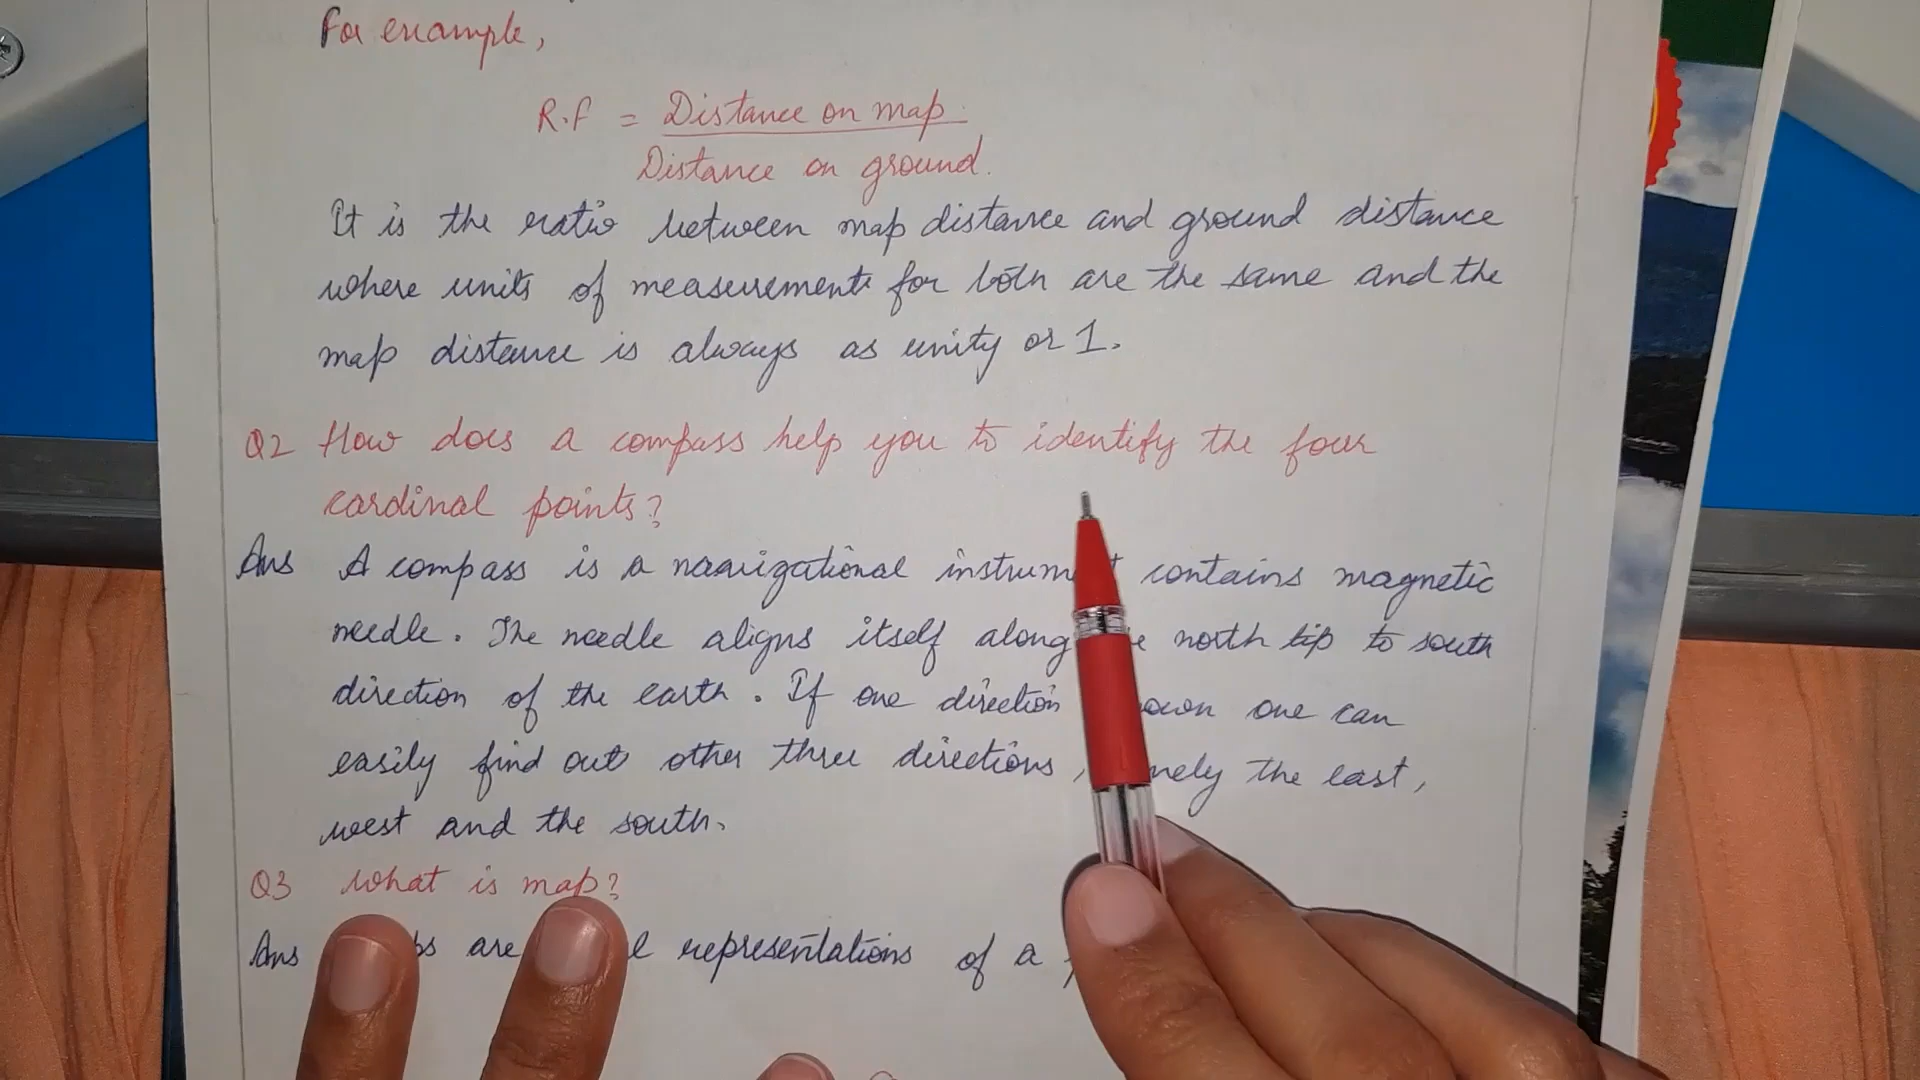 For example,
R.f = Distance on map
Distance on ground.
It is the ratio between map distance and ground distance
where units of measurements for both are the same and the
map distance is always as unity or 1.
Q2 How does a compass help you to identify the four
cardinal points?
Ans A compass is a navigational contains magnetic
needle. The needle aligns itself along north tip to south
direction of the earth. If one direction one can
easily find out other three directions, the east,
west and the south.
Q3 What is map?
Ans are representations of a